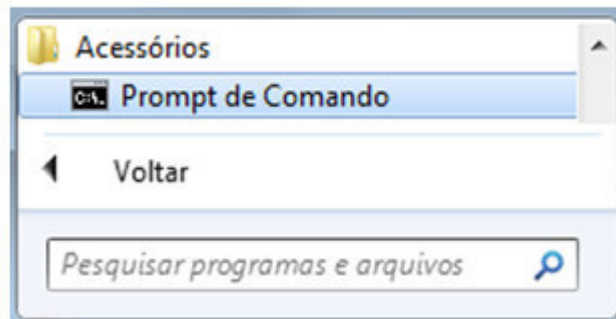 Acessórios
C:\. Prompt de Comando
Voltar
Pesquisar programas e arquivos